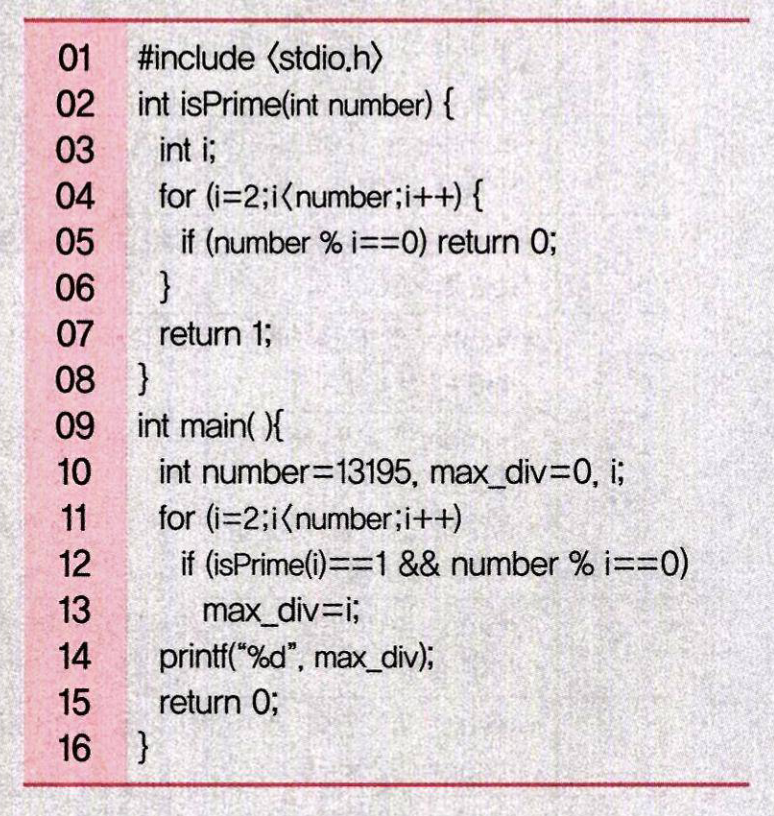 01 #include 〈stdio.h〉
02 int isPrime(int number) {
03 int i;
04 for (i=2;i〈number;i++) {
05 if (number % i==0) return 0;
06 }
07 return 1;
08 }
09 int main( ){
10 int number=13195, max_div=0, i;
11 for (i=2;i〈number;i++)
12 if (isPrime(i)==1 && number % i==0)
13 max_div=i;
14 printf(“%d”, max_div);
15 return 0;
16 }